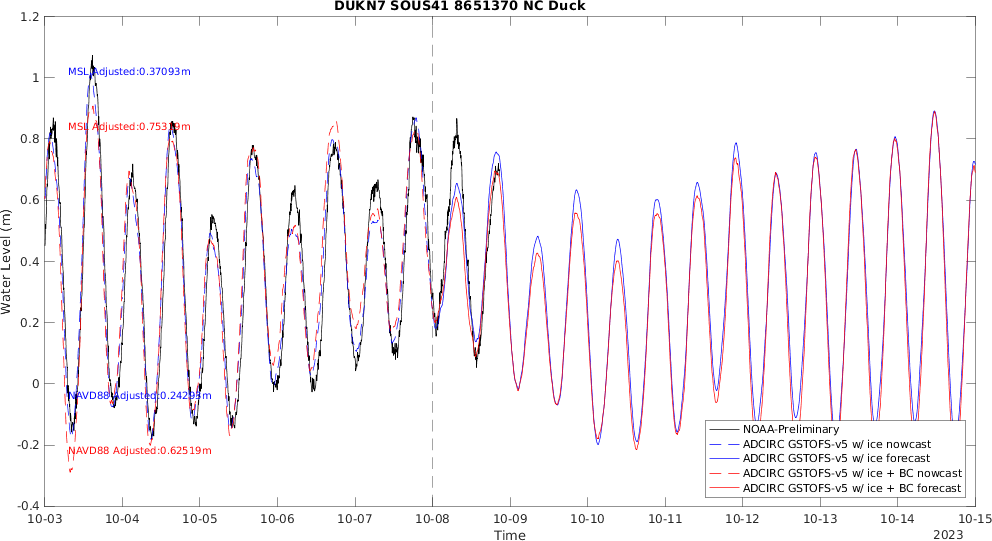 DUKN7 SOUS41 8651370 NC Duck
1.2
1
0.8
0.6
0.4
0.2
0
-0.2
-0.4
Water Level (m)
MSL Adjusted:0.37093m
MSL
NAVD88
NAVD88 Adjusted:0.62519m
NOAA-Preliminary
ADCIRC GSTOFS-v5 w/ ice nowcast
ADCIRC GSTOFS-v5 w/ ice forecast
ADCIRC GSTOFS-v5 w/ ice + BC nowcast
ADCIRC GSTOFS-v5 w/ ice + BC forecast
10-03 10-04 10-05 10-06 10-07 10-08 10-09 10-10 10-11 10-12 10-13 10-14 10-15
Time
2023